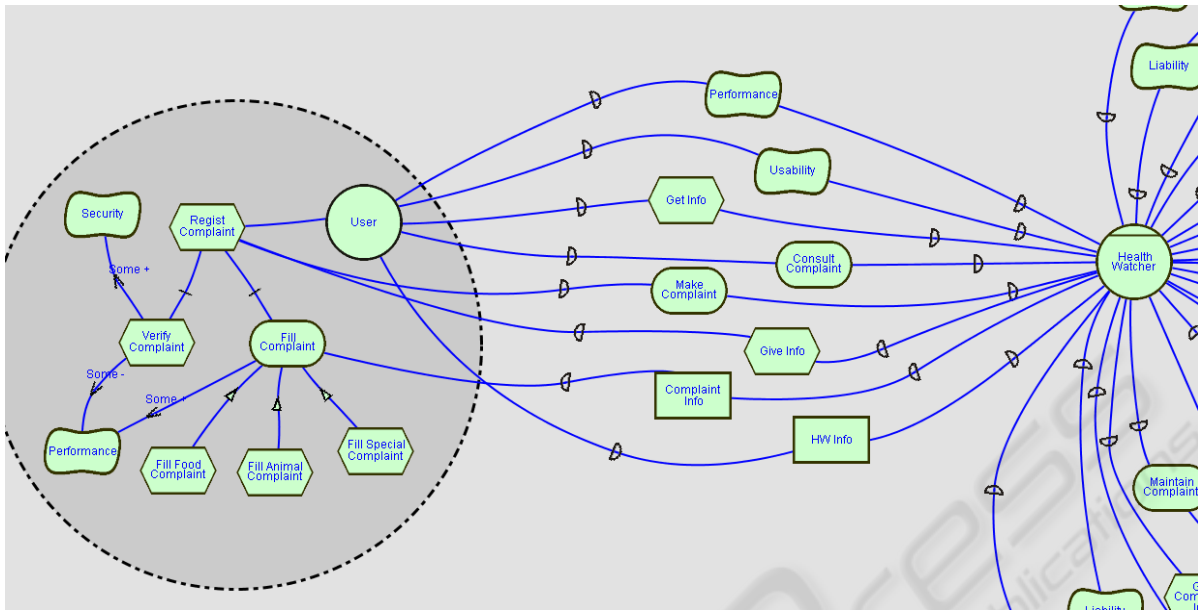 Liability
Performance
Usability
Security
Regist
Complaint
User
Get Info
Consult
Complaint
Health
Watcher
Some +
Make
Complaint
Verify
Complaint
Fill
Complaint
Give Info
Some -
Some +
Complaint
Info
HW Info
Performance
Fill Food
Complaint
Fill Animal
Complaint
Fill Special
Complaint
Maintain
Complaint
Liability